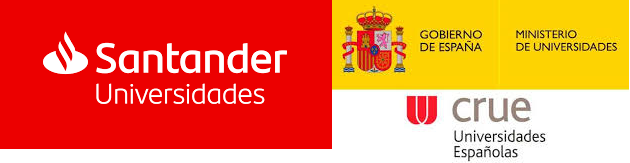 Santander
Universidades
GOBIERNO
DE ESPAÑA
MINISTERIO
DE UNIVERSIDADES
crue
Universidades
Españolas